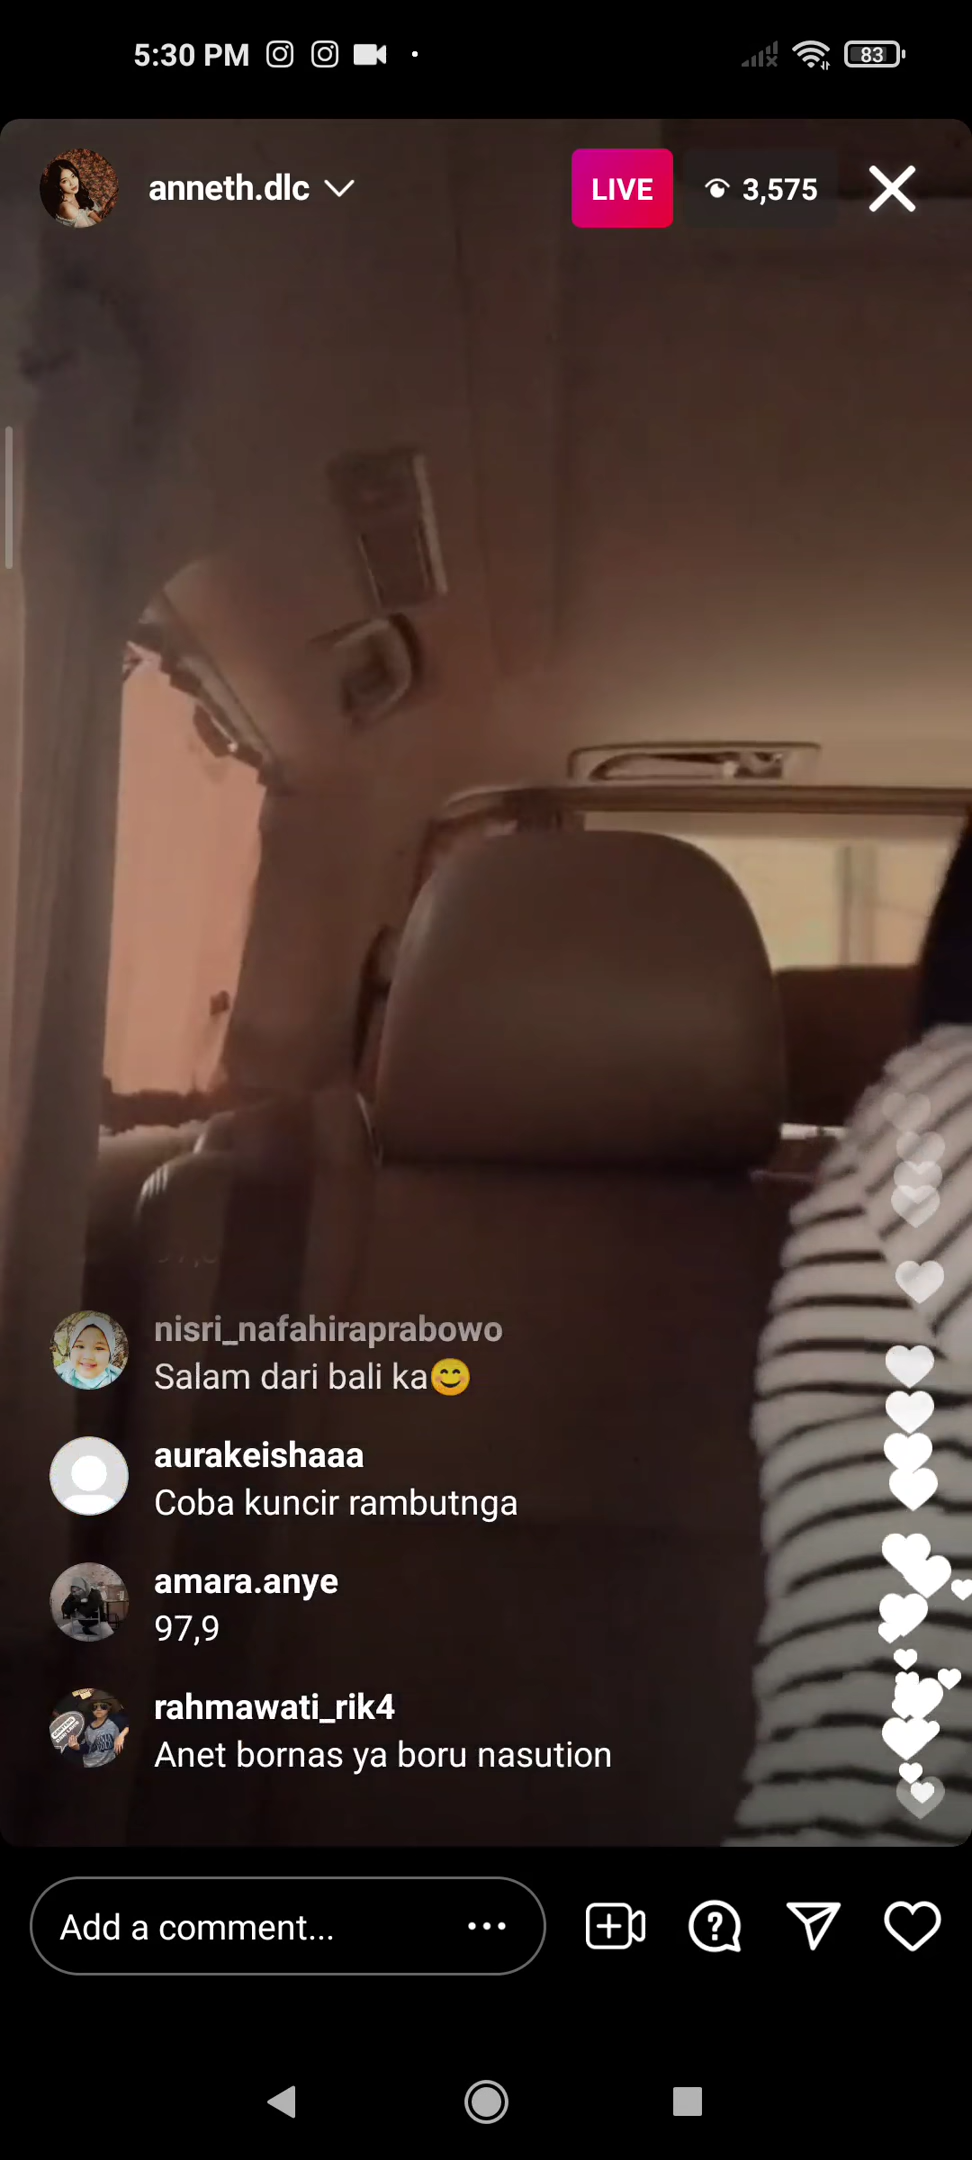 5:30 PM
83
anneth.dlc
LIVE
3,575
nisri_nafahiraprabowo
Salam dari bali ka😊
aurakeishaaa
Coba kuncir rambutnga
amara.anye
97,9
rahmawati_rik4
Anet bornas ya boru nasution
Add a comment...